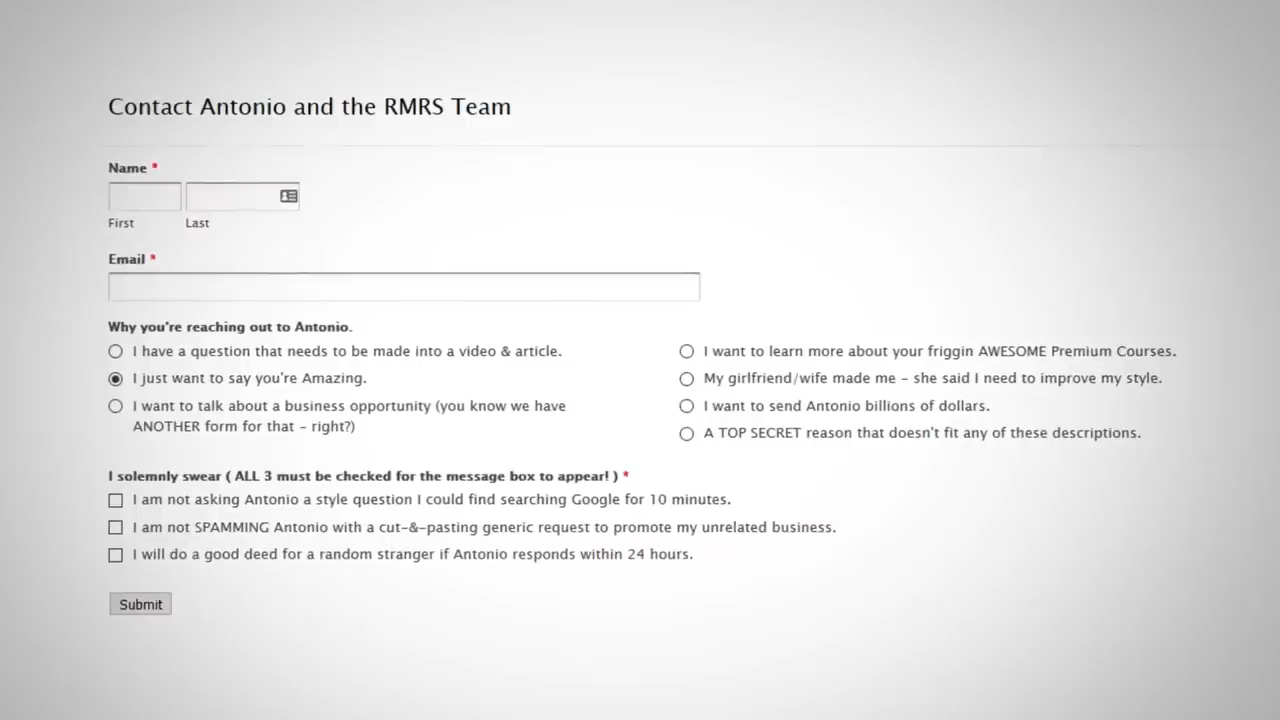 Contact Antonio and the RMRS Team
Name *
First
Last
Email *
Why you're reaching out to Antonio.
I have a question that needs to be made into a video & article.
I just want to say you're Amazing.
I want to talk about a business opportunity (you know we have
ANOTHER form for that - right?)
I want to learn more about your friggin AWESOME Premium Courses.
My girlfriend/wife made me - she said I need to improve my style.
I want to send Antonio billions of dollars.
A TOP SECRET reason that doesn't fit any of these descriptions.
I solemnly swear ( ALL 3 must be checked for the message box to appear! ) *
I am not asking Antonio a style question I could find searching Google for 10 minutes.
I am not SPAMMING Antonio with a cut-&-pasting generic request to promote my unrelated business.
I will do a good deed for a random stranger if Antonio responds within 24 hours.
Submit